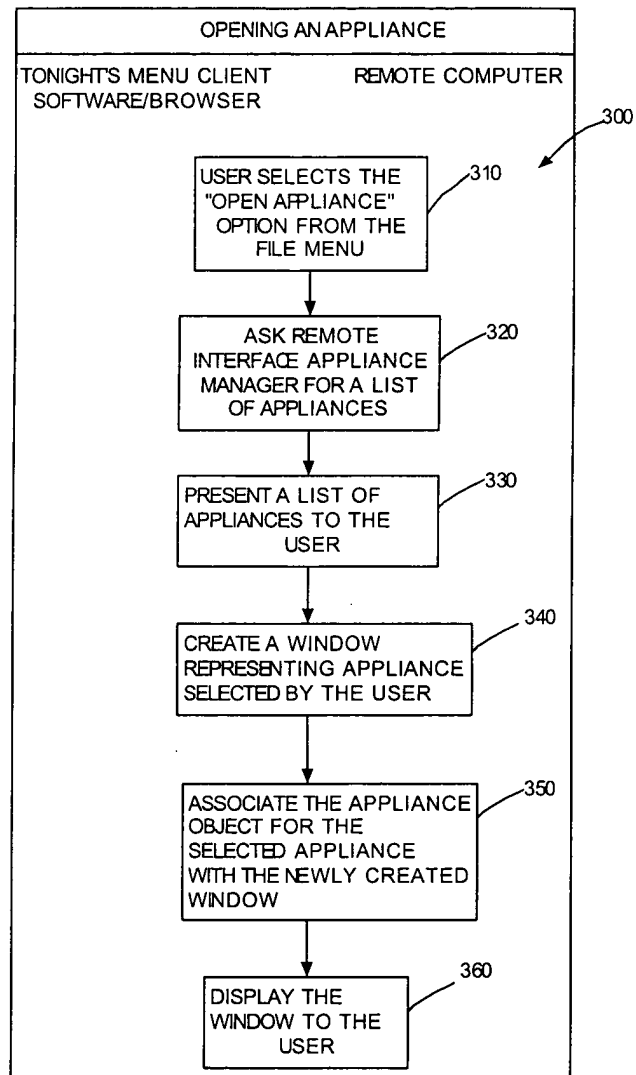 OPENING AN APPLIANCE
TONIGHT'S MENU CLIENT
SOFTWARE/BROWSER
REMOTE COMPUTER
300
USER SELECTS THE
"OPEN APPLIANCE"
OPTION FROM THE
FILE MENU
310
ASK REMOTE
INTERFACE APPLIANCE
MANAGER FOR A LIST
OF APPLIANCES
320
PRESENT A LIST OF
APPLIANCES TO THE
USER
330
CREATE A WINDOW
REPRESENTING APPLIANCE
SELECTED BY THE USER
340
ASSOCIATE THE APPLIANCE
OBJECT FOR THE
SELECTED APPLIANCE
WITH THE NEWLY CREATED
WINDOW
350
DISPLAY THE
WINDOW TO THE
USER
360